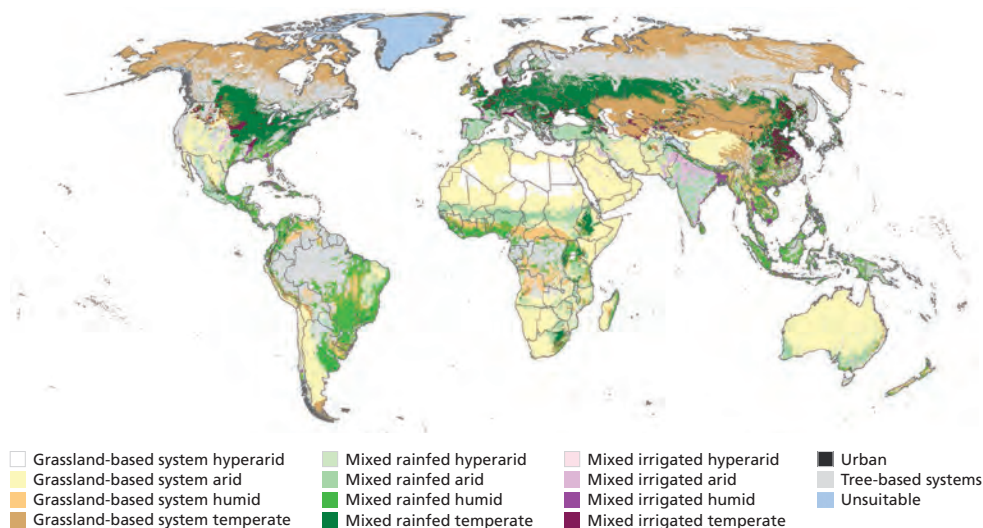 Grassland-based system hyperarid
Grassland-based system arid
Grassland-based system humid
Grassland-based system temperate
Mixed rainfed hyperarid
Mixed rainfed arid
Mixed rainfed humid
Mixed rainfed temperate
Mixed irrigated hyperarid
Mixed irrigated arid
Mixed irrigated humid
Mixed irrigated temperate
Urban
Tree-based systems
Unsuitable